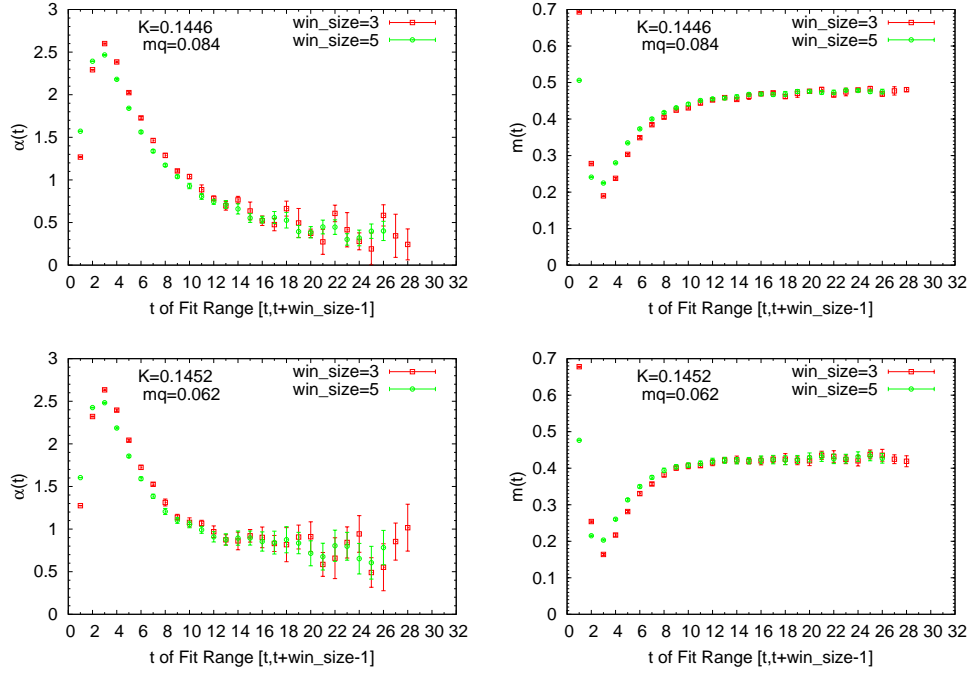 K=0.1446
mq=0.084
win_size=3
win_size=5
3
2.5
2
1.5
1
0.5
0
α(t)
0 2 4 6 8 10 12 14 16 18 20 22 24 26 28 30 32
t of Fit Range [t,t+win_size-1]
K=0.1446
mq=0.084
win_size=3
win_size=5
0.7
0.6
0.5
0.4
0.3
0.2
0.1
0
m(t)
0 2 4 6 8 10 12 14 16 18 20 22 24 26 28 30 32
t of Fit Range [t,t+win_size-1]
K=0.1452
mq=0.062
win_size=3
win_size=5
3
2.5
2
1.5
1
0.5
0
α(t)
0 2 4 6 8 10 12 14 16 18 20 22 24 26 28 30 32
t of Fit Range [t,t+win_size-1]
K=0.1452
mq=0.062
win_size=3
win_size=5
0.7
0.6
0.5
0.4
0.3
0.2
0.1
0
m(t)
0 2 4 6 8 10 12 14 16 18 20 22 24 26 28 30 32
t of Fit Range [t,t+win_size-1]